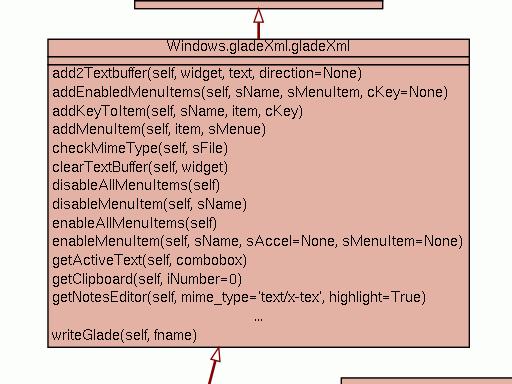 Windows.gladeXml.gladeXml
add2Textbuffer(self, widget, text, direction=None)
addEnabledMenuItems(self, sName, sMenuItem, cKey=None)
addKeyToItem(self, sName, item, cKey)
addMenuItem(self, item, sMenue)
checkMimeType(self, sFile)
clearTextBuffer(self, widget)
disableAllMenuItems(self)
disableMenuItem(self, sName)
enableAllMenuItems(self)
enableMenuItem(self, sName, sAccel=None, sMenuItem=None)
getActiveText(self, combobox)
getClipboard(self, iNumber=0)
getNotesEditor(self, mime_type='text/x-tex', highlight=True)
...
writeGlade(self, fname)